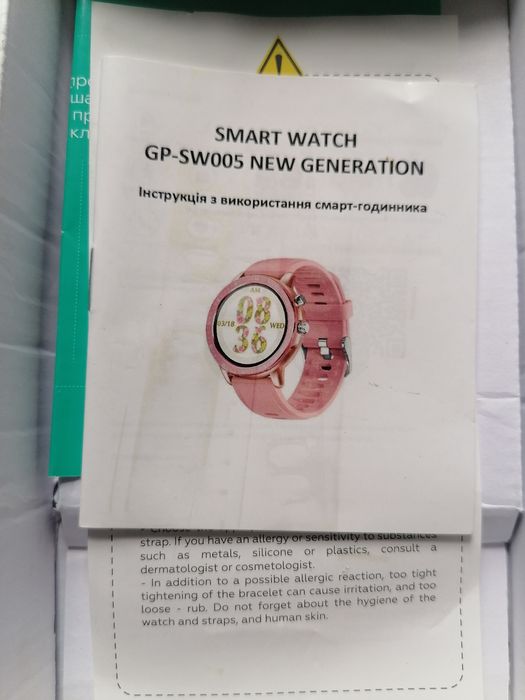 SMART WATCH
GP-SW005 NEW GENERATION
Інструкція з використання смарт-годинника
AM
08
03/18 WED
36
strap. If you have an allergy or sensitivity to substances
such as metals, silicone or plastics, consult a
dermatologist or cosmetologist.
- In addition to a possible allergic reaction, too tight
tightening of the bracelet can cause irritation, and too
loose - rub. Do not forget about the hygiene of the
watch and straps, and human skin.